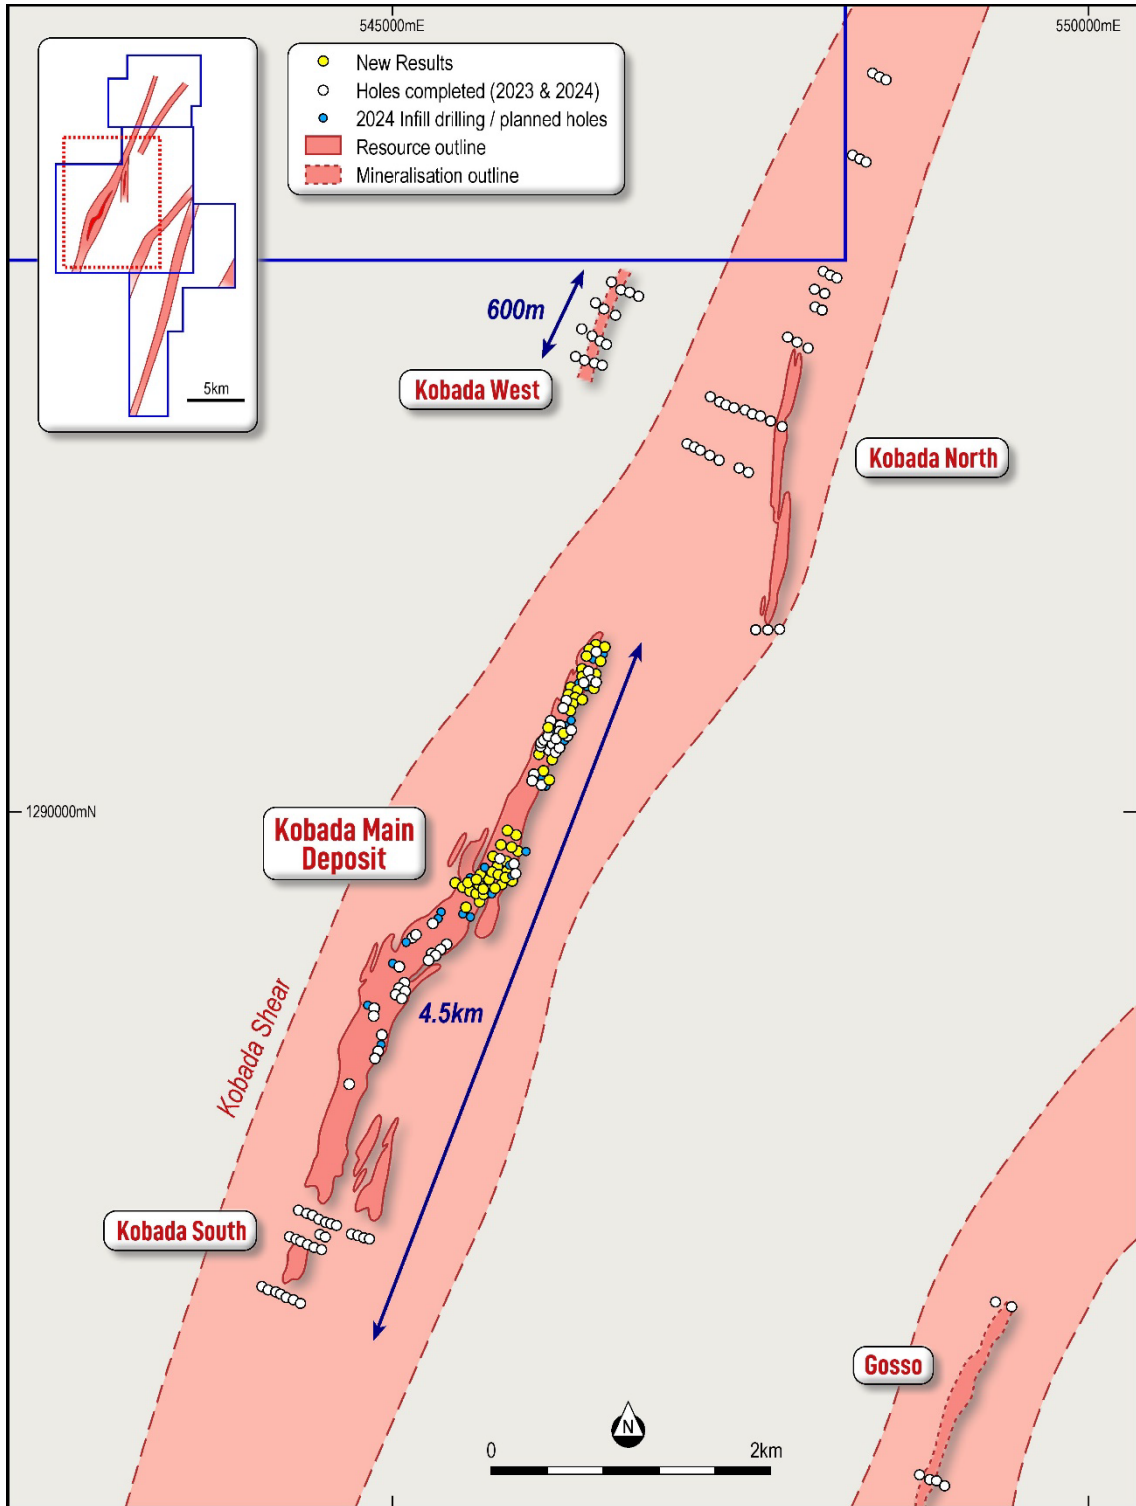 545000mE
550000mE
New Results
Holes completed (2023 & 2024)
2024 Infill drilling / planned holes
Resource outline
Mineralisation outline
5km
600m
Kobada West
Kobada North
1290000mN
Kobada Main
Deposit
4.5km
Kobada Shear
Kobada South
Gosso
N
0
2km